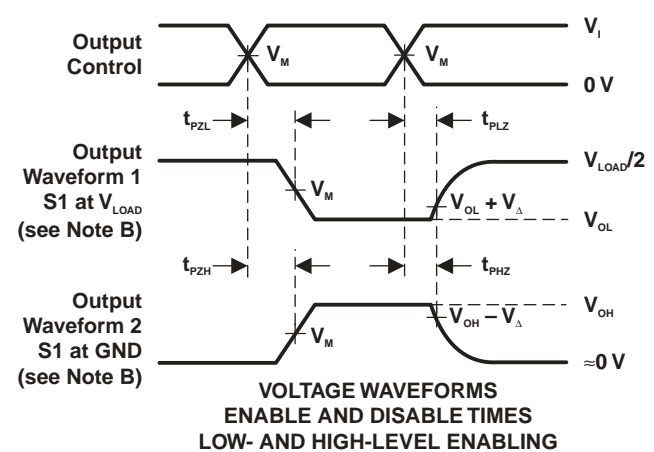 Output
Control
V_M
V_M
V_I
0 V
t_PZL
t_PLZ
Output
Waveform 1
S1 at V_LOAD
(see Note B)
V_M
V_OL + V_Δ
V_LOAD/2
V_OL
t_PZH
t_PHZ
Output
Waveform 2
S1 at GND
(see Note B)
V_M
V_OH – V_Δ
V_OH
≈0 V
VOLTAGE WAVEFORMS
ENABLE AND DISABLE TIMES
LOW- AND HIGH-LEVEL ENABLING